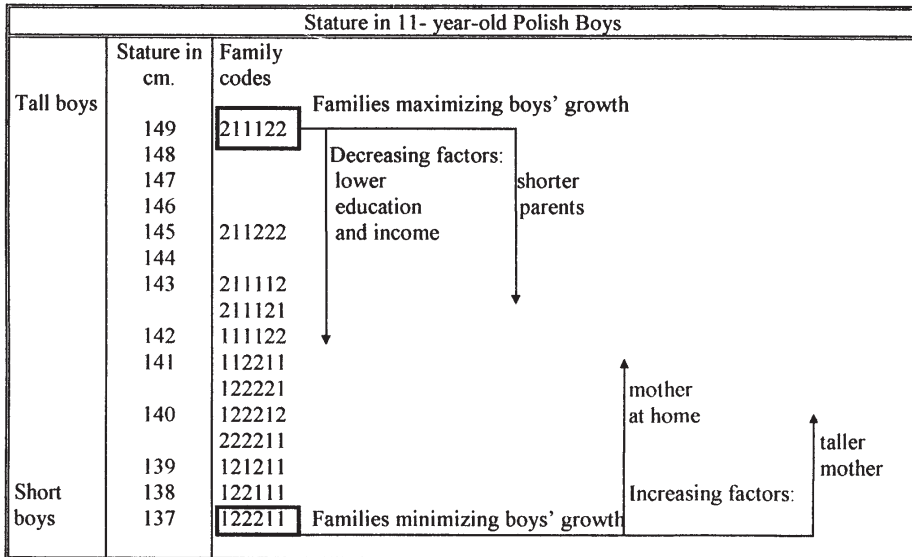 Stature in 11- year-old Polish Boys
Stature in Family
cm. codes
Tall boys Families maximizing boys' growth
149 211122
148 Decreasing factors:
147 lower shorter
146 education parents
145 211222 and income
144
143 211112
211121
142 111122
141 112211
122221 mother
140 122212 at home
222211 taller
139 121211 mother
Short 138 122111 Increasing factors:
boys 137 122211 Families minimizing boys' growth